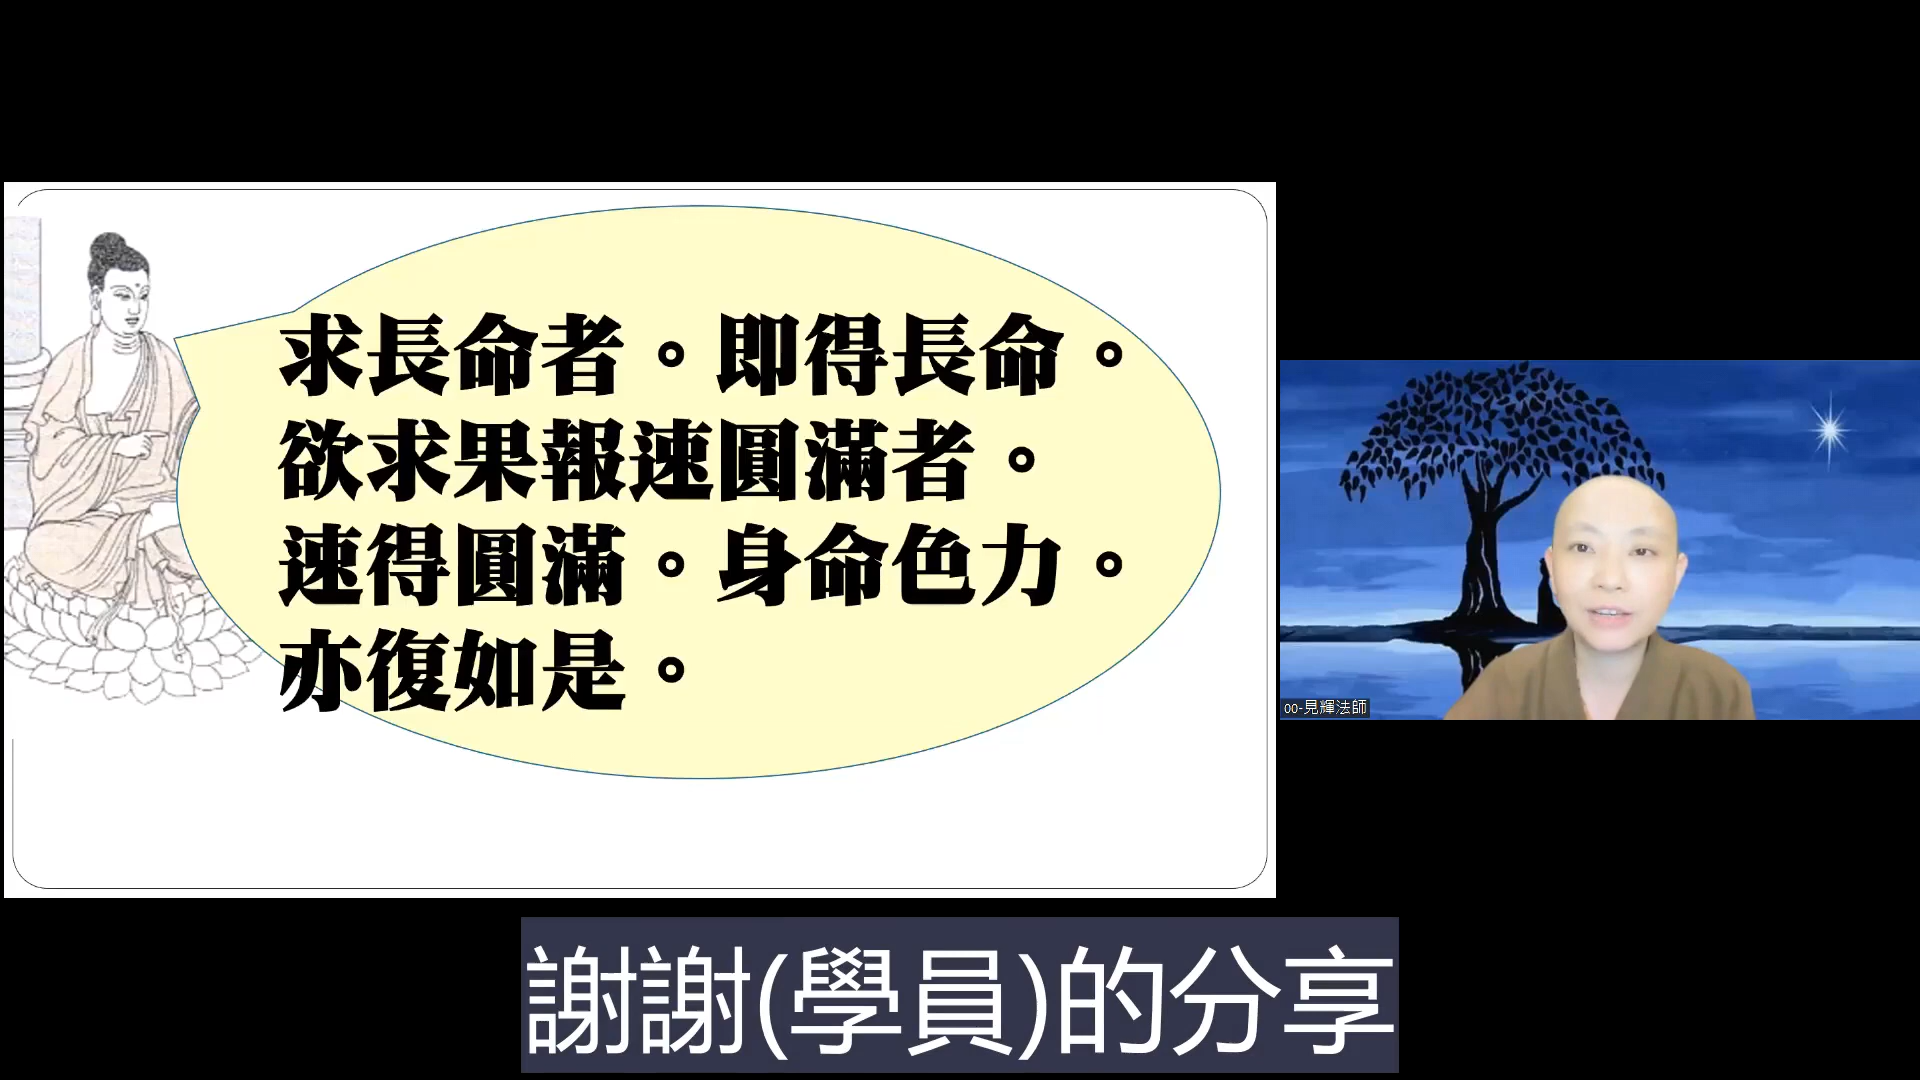 求長命者。即得長命。
欲求果報速圓滿者。
速得圓滿。身命色力。
亦復如是。
00-見輝法師
謝謝(學員)的分享